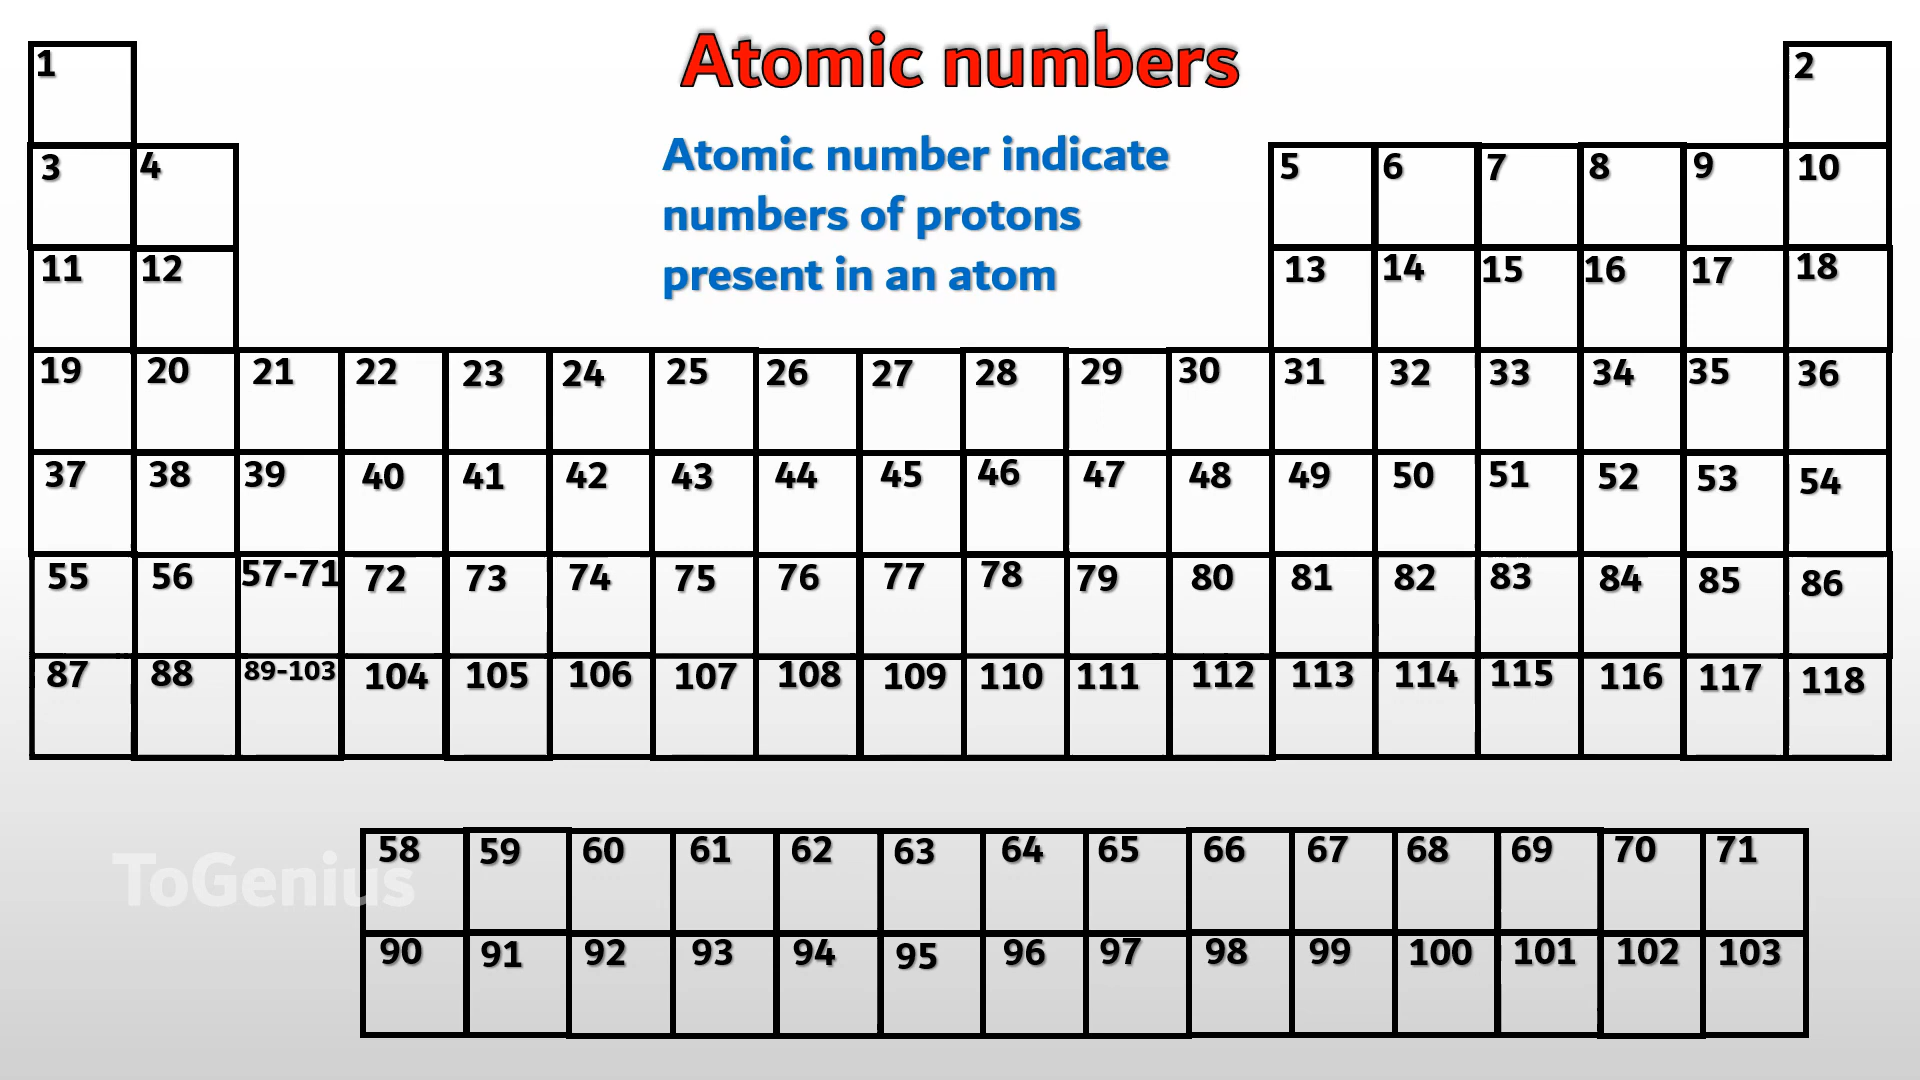 Atomic numbers
1 2
Atomic number indicate
numbers of protons
present in an atom
3 4 5 6 7 8 9 10
11 12 13 14 15 16 17 18
19 20 21 22 23 24 25 26 27 28 29 30 31 32 33 34 35 36
37 38 39 40 41 42 43 44 45 46 47 48 49 50 51 52 53 54
55 56 57-71 72 73 74 75 76 77 78 79 80 81 82 83 84 85 86
87 88 89-103 104 105 106 107 108 109 110 111 112 113 114 115 116 117 118
58 59 60 61 62 63 64 65 66 67 68 69 70 71
ToGenius
90 91 92 93 94 95 96 97 98 99 100 101 102 103